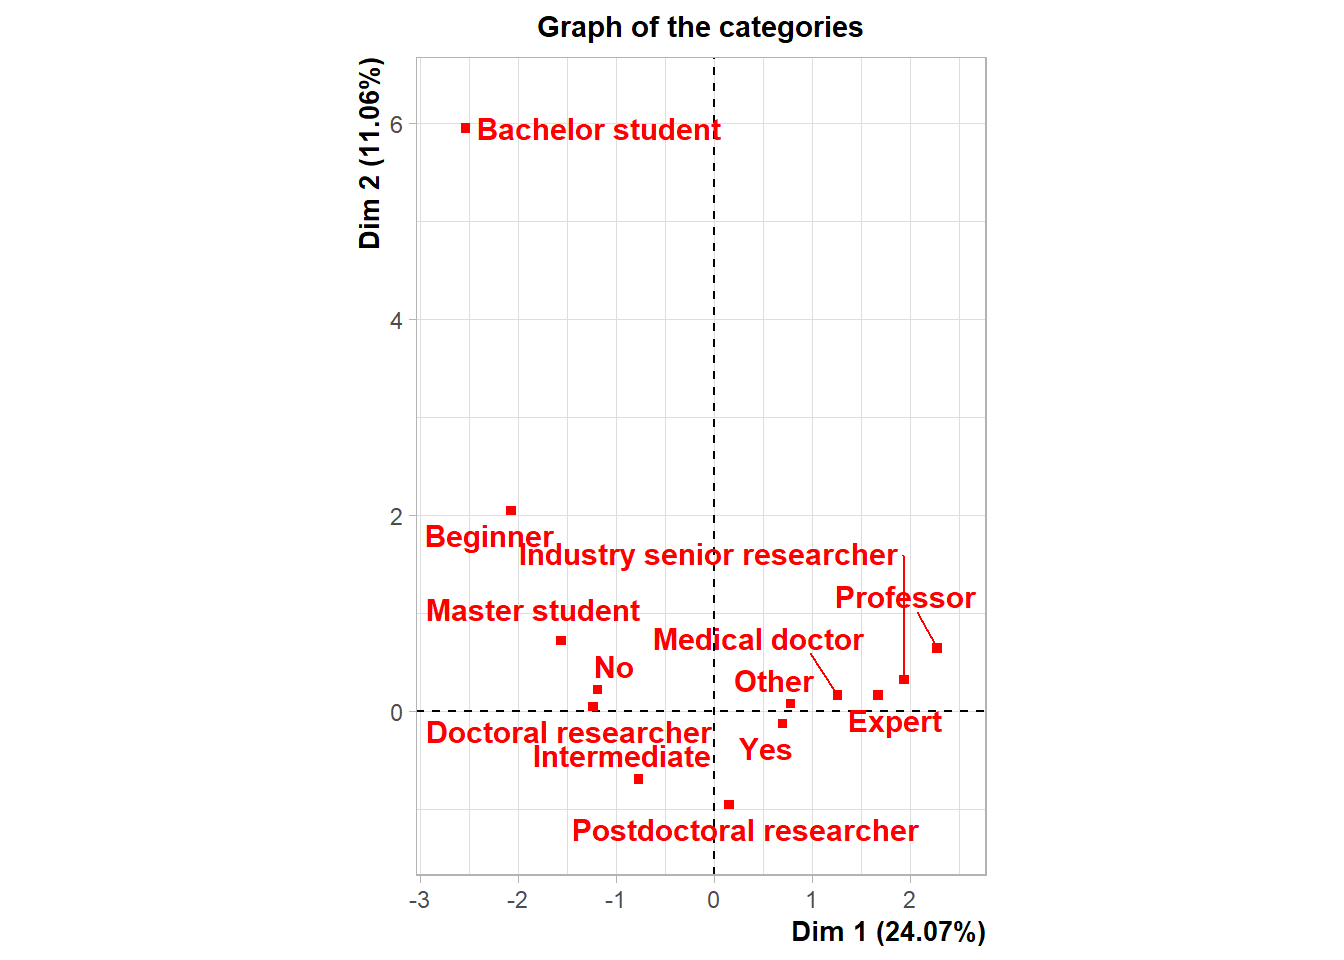 Graph of the categories
Dim 2 (11.06%)
6
4
2
0
Bachelor student
Beginner
Industry senior researcher
Professor
Master student
Medical doctor
No
Other
Expert
Doctoral researcher
Yes
Intermediate
Postdoctoral researcher
-3 -2 -1 0 1 2
Dim 1 (24.07%)